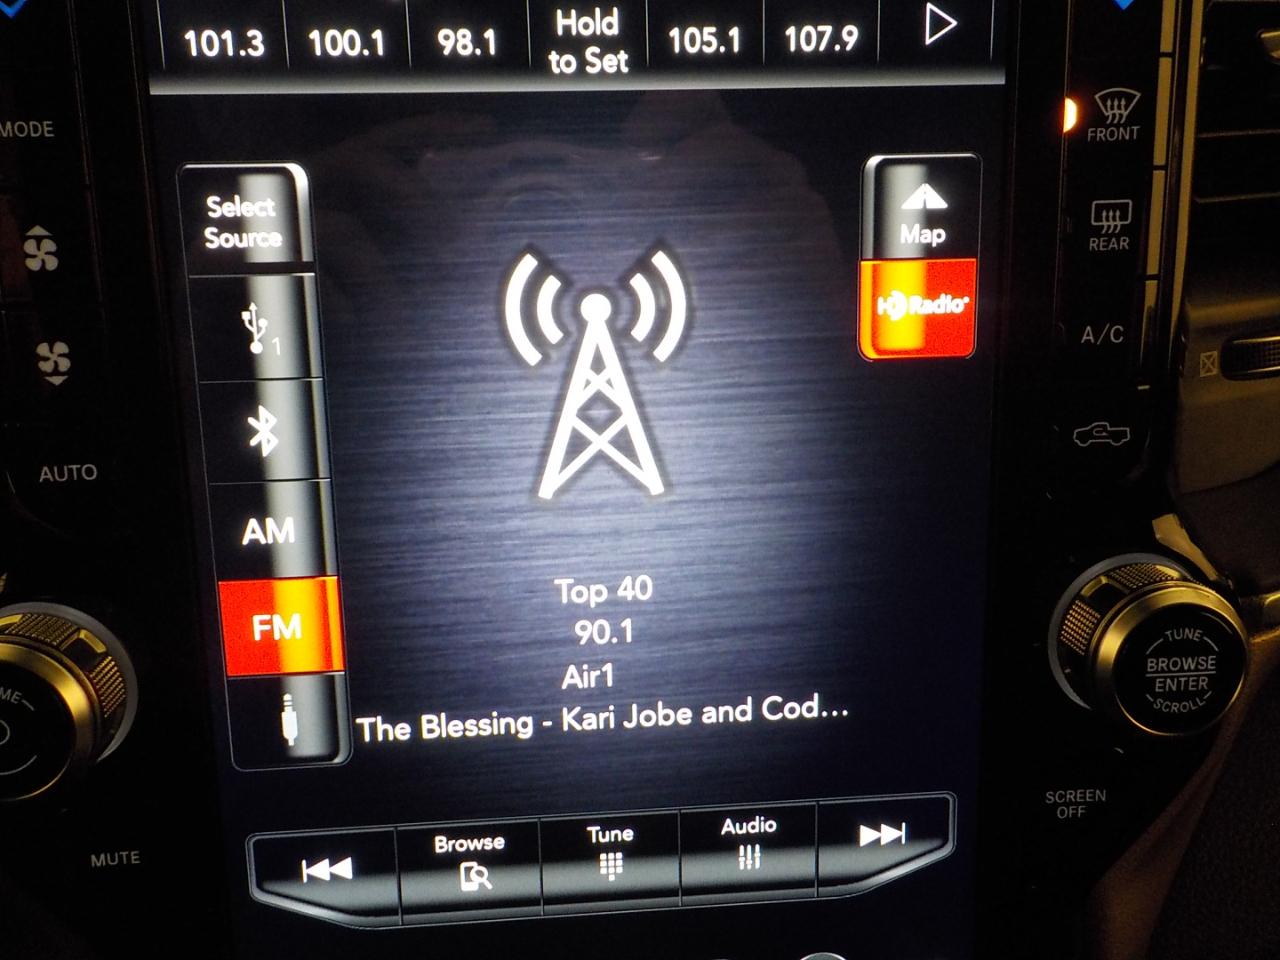 101.3
100.1
98.1
Hold
to Set
105.1
107.9
MODE
FRONT
Select
Source
Map
REAR
HD Radio
1
A/C
AUTO
AM
FM
Top 40
90.1
Air1
The Blessing - Kari Jobe and Cod...
TUNE
BROWSE
ENTER
SCROLL
SCREEN
OFF
MUTE
Browse
Tune
Audio